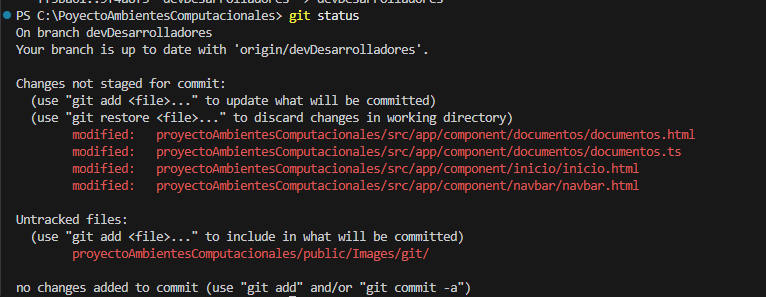 PS C:\PoyectoAmbientesComputacionales> git status
On branch devDesarrolladores
Your branch is up to date with 'origin/devDesarrolladores'.
Changes not staged for commit:
(use "git add <file>..." to update what will be committed)
(use "git restore <file>..." to discard changes in working directory)
modified: proyectoAmbientesComputacionales/src/app/component/documentos/documentos.html
modified: proyectoAmbientesComputacionales/src/app/component/documentos/documentos.ts
modified: proyectoAmbientesComputacionales/src/app/component/inicio/inicio.html
modified: proyectoAmbientesComputacionales/src/app/component/navbar/navbar.html
Untracked files:
(use "git add <file>..." to include in what will be committed)
proyectoAmbientesComputacionales/public/Images/git/
no changes added to commit (use "git add" and/or "git commit -a")